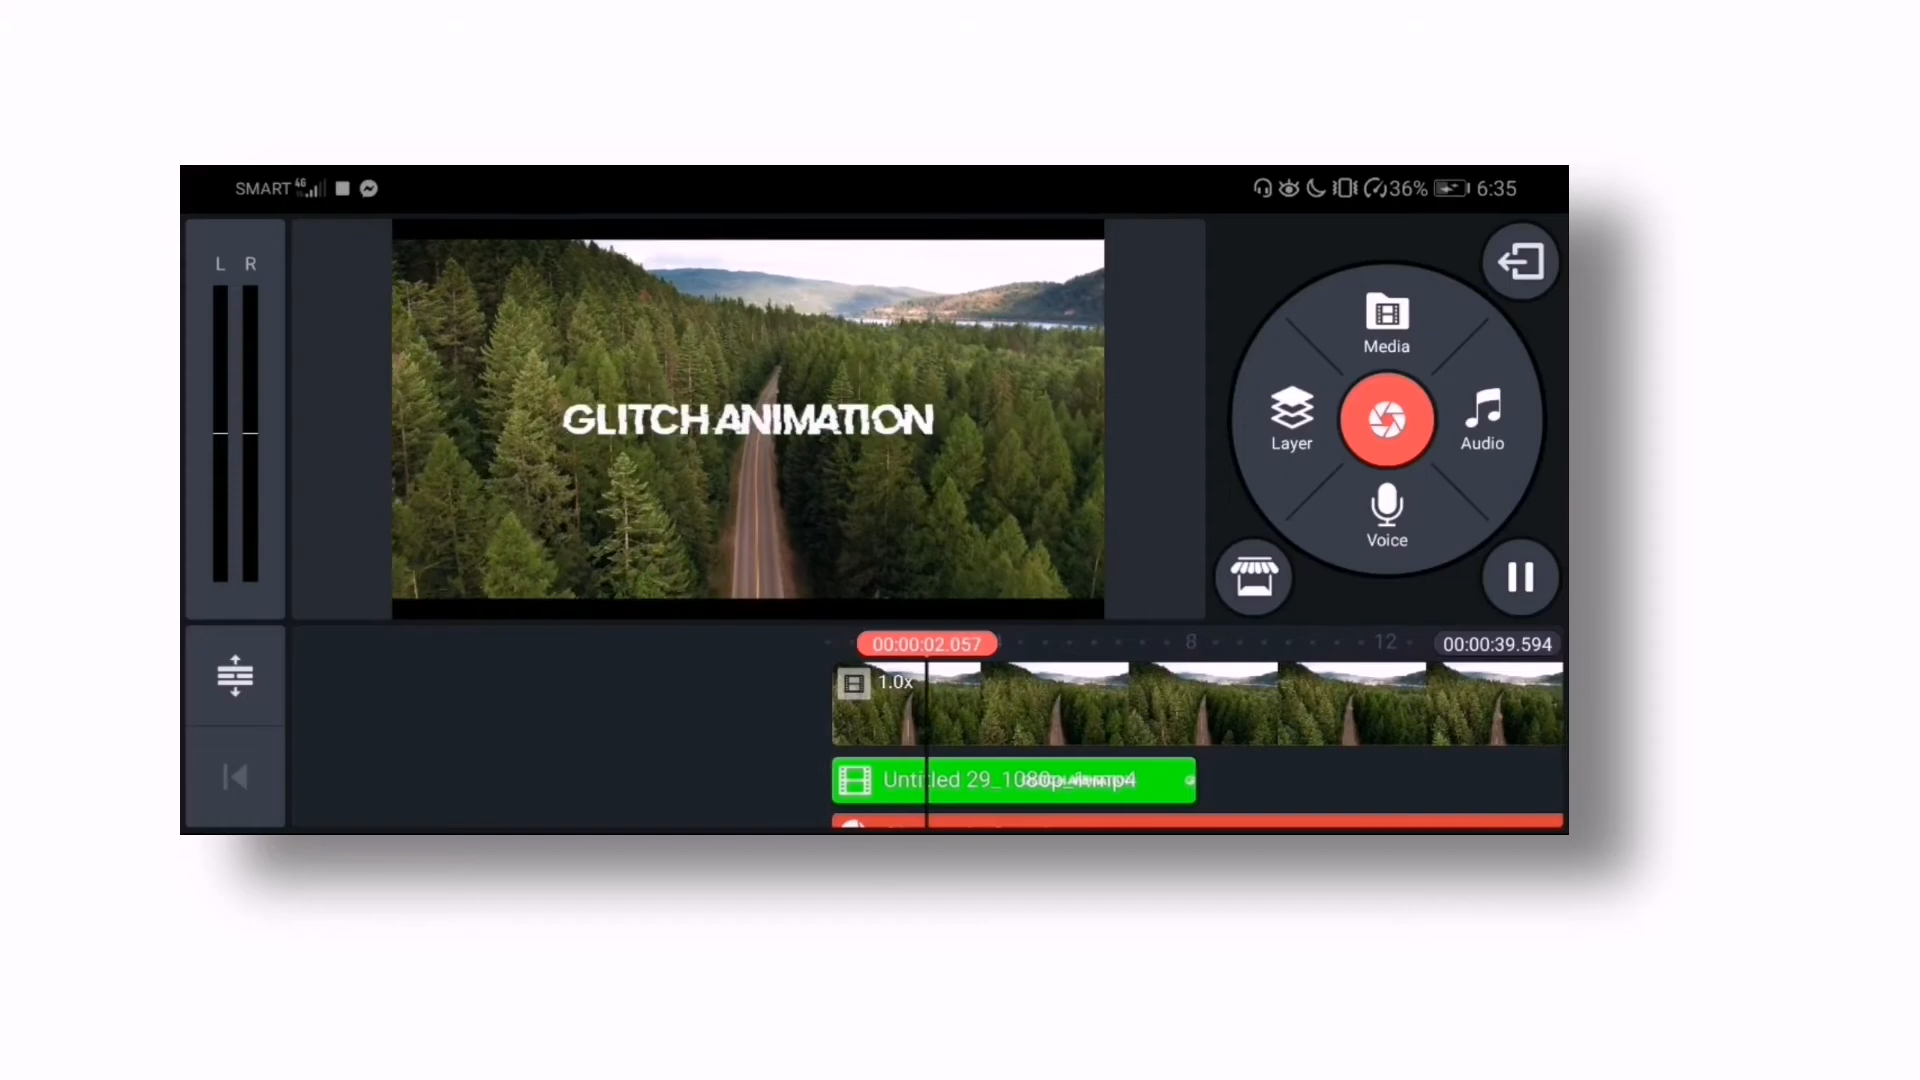 SMART 4G
36% 6:35
L R
GLITCH ANIMATION
Media
Layer
Audio
Voice
00:00:02.057 8 12 00:00:39.594
1.0x
Untitled 29_1080p_1.mp4